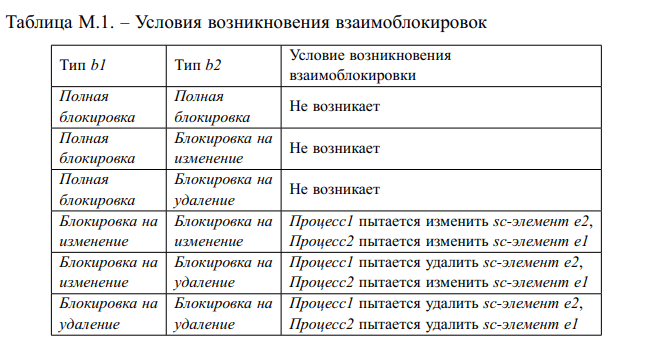 Таблица М.1. – Условия возникновения взаимоблокировок
Тип b1 Тип b2 Условие возникновения
взаимоблокировки
Полная Полная Не возникает
блокировка блокировка
Полная Блокировка на Не возникает
блокировка изменение
Полная Блокировка на Не возникает
блокировка удаление
Блокировка на Блокировка на Процесс1 пытается изменить sc-элемент e2,
изменение изменение Процесс2 пытается изменить sc-элемент e1
Блокировка на Блокировка на Процесс1 пытается удалить sc-элемент e2,
изменение удаление Процесс2 пытается изменить sc-элемент e1
Блокировка на Блокировка на Процесс1 пытается удалить sc-элемент e2,
удаление удаление Процесс2 пытается удалить sc-элемент e1